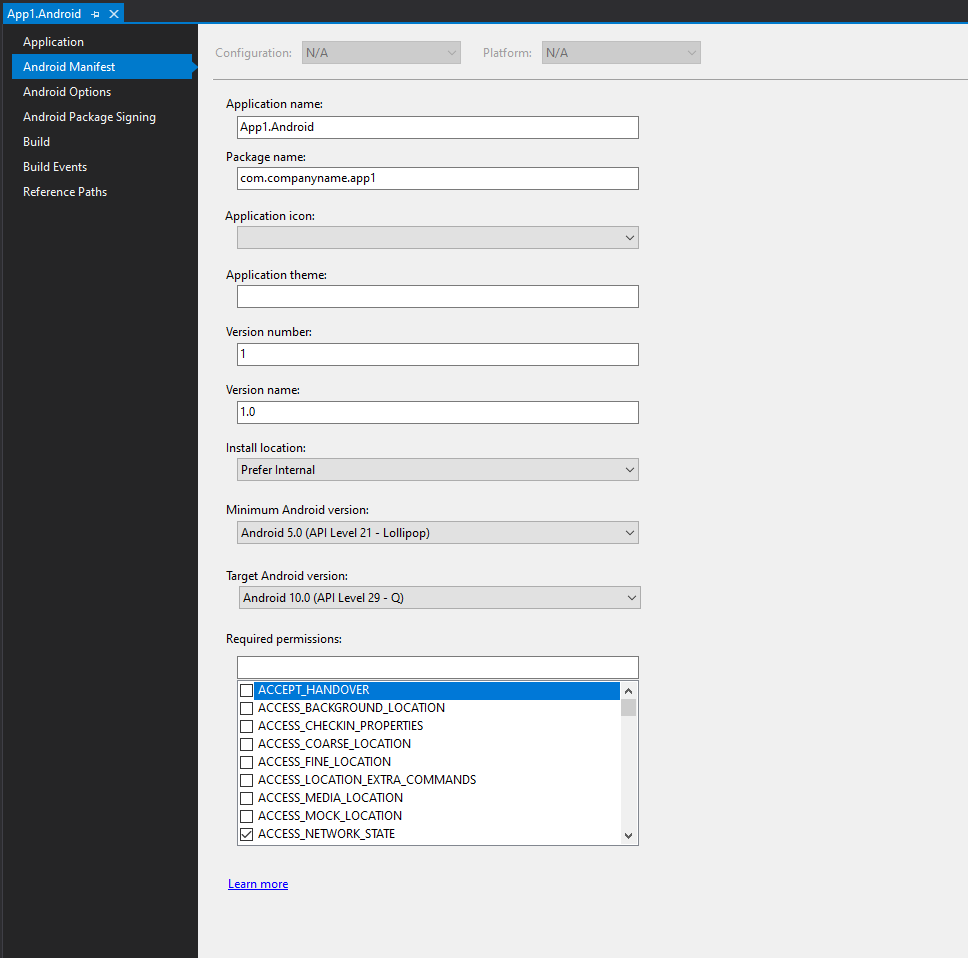 App1.Android
Application
Android Manifest
Android Options
Android Package Signing
Build
Build Events
Reference Paths
Configuration: N/A Platform: N/A
Application name:
App1.Android
Package name:
com.companyname.app1
Application icon:
Application theme:
Version number:
1
Version name:
1.0
Install location:
Prefer Internal
Minimum Android version:
Android 5.0 (API Level 21 - Lollipop)
Target Android version:
Android 10.0 (API Level 29 - Q)
Required permissions:
ACCEPT_HANDOVER
ACCESS_BACKGROUND_LOCATION
ACCESS_CHECKIN_PROPERTIES
ACCESS_COARSE_LOCATION
ACCESS_FINE_LOCATION
ACCESS_LOCATION_EXTRA_COMMANDS
ACCESS_MEDIA_LOCATION
ACCESS_MOCK_LOCATION
ACCESS_NETWORK_STATE
Learn more